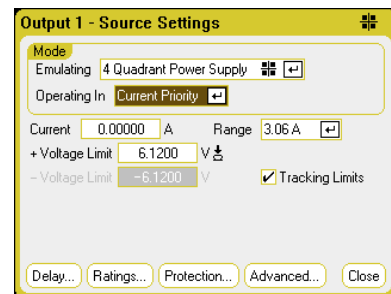 Output 1 - Source Settings
Mode
Emulating 4 Quadrant Power Supply
Operating In Current Priority
Current 0.00000 A Range 3.06 A
+ Voltage Limit 6.1200 V
- Voltage Limit -6.1200 V Tracking Limits
Delay... Ratings... Protection... Advanced... Close